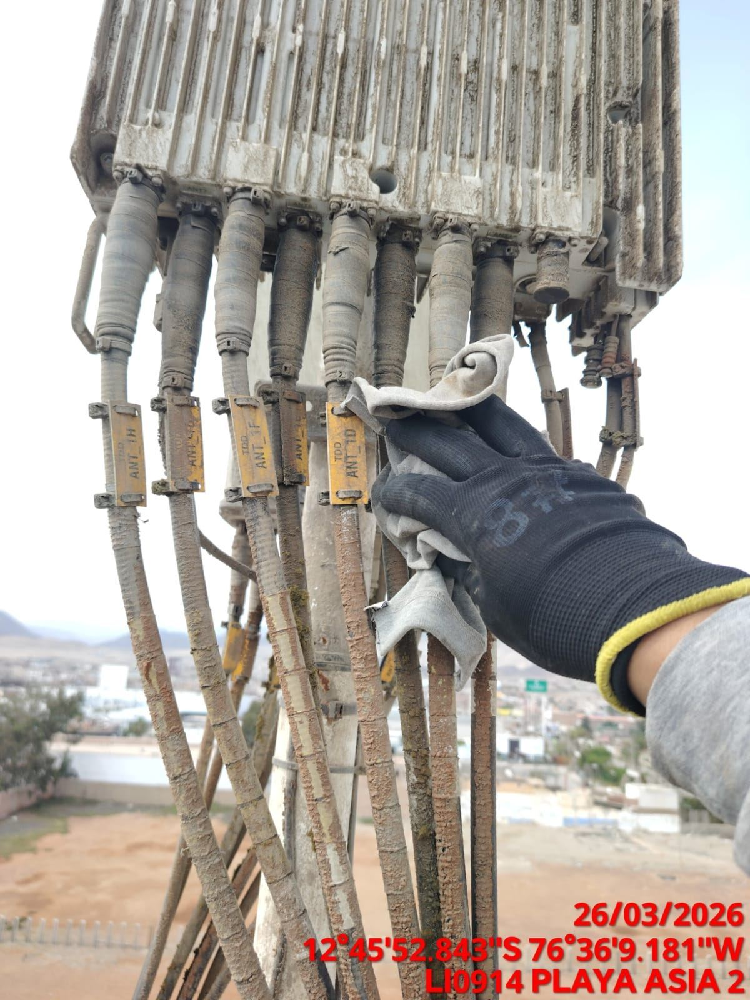 TDD
ANT_1H
TDD
ANT_1F
ANT
TDD
ANT_1D
26/03/2026
12°45'52.843"S 76°36'9.181"W
LI0914 PLAYA ASIA 2